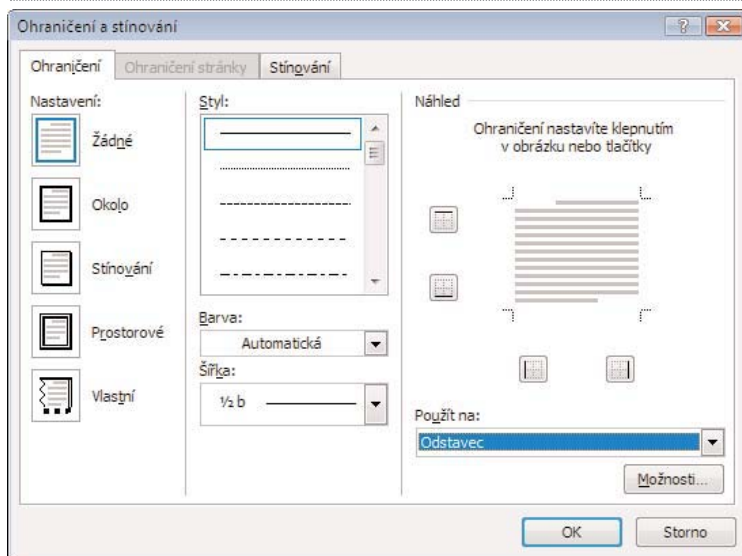 Ohraničení a stínování
Ohraničení
Ohraničení stránky
Stínování
Nastavení:
Žádné
Okolo
Stínování
Prostorové
Vlastní
Styl:
Barva:
Automatická
Šířka:
½ b
Náhled
Ohraničení nastavíte klepnutím
v obrázku nebo tlačítky
Použít na:
Odstavec
Možnosti...
OK
Storno